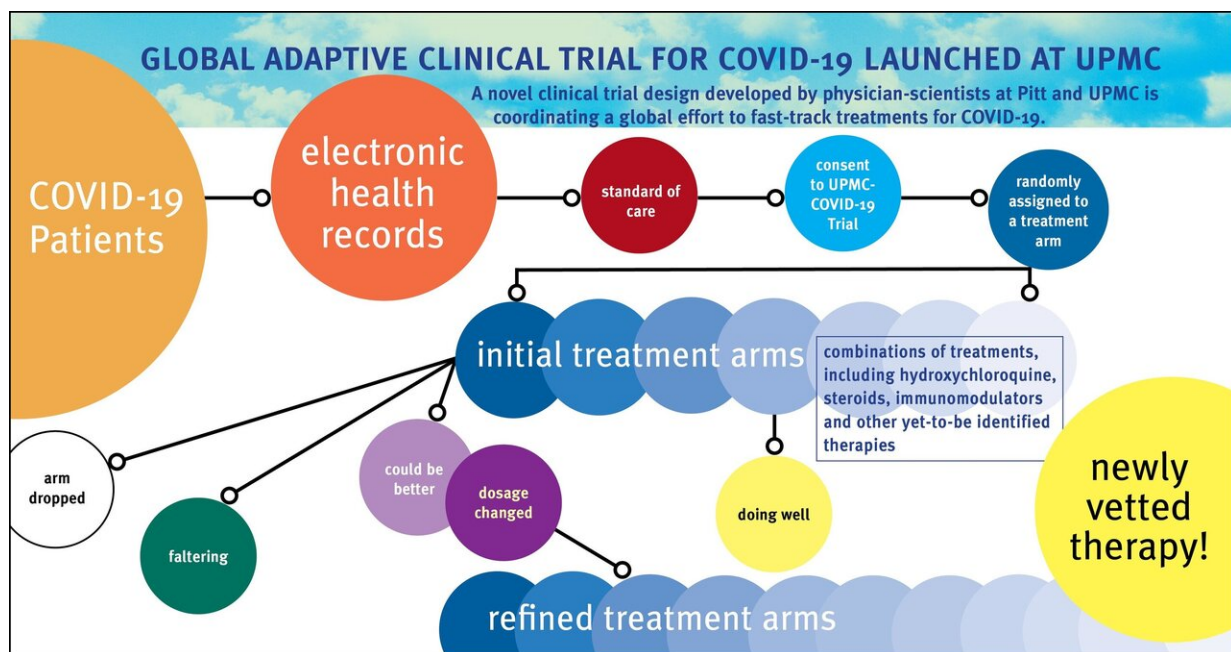 GLOBAL ADAPTIVE CLINICAL TRIAL FOR COVID-19 LAUNCHED AT UPMC
A novel clinical trial design developed by physician-scientists at Pitt and UPMC is
coordinating a global effort to fast-track treatments for COVID-19.
COVID-19
Patients
electronic
health
records
standard of
care
consent
to UPMC-
COVID-19
Trial
randomly
assigned to
a treatment
arm
initial treatment arms
combinations of treatments,
including hydroxychloroquine,
steroids, immunomodulators
and other yet-to-be identified
therapies
arm
dropped
faltering
could be
better
dosage
changed
doing well
newly
vetted
therapy!
refined treatment arms